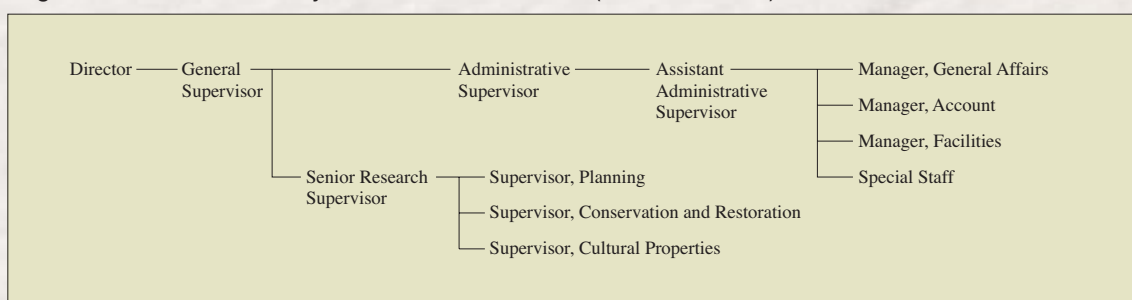 Director
General
Supervisor
Administrative
Supervisor
Assistant
Administrative
Supervisor
Manager, General Affairs
Manager, Account
Manager, Facilities
Special Staff
Senior Research
Supervisor
Supervisor, Planning
Supervisor, Conservation and Restoration
Supervisor, Cultural Properties